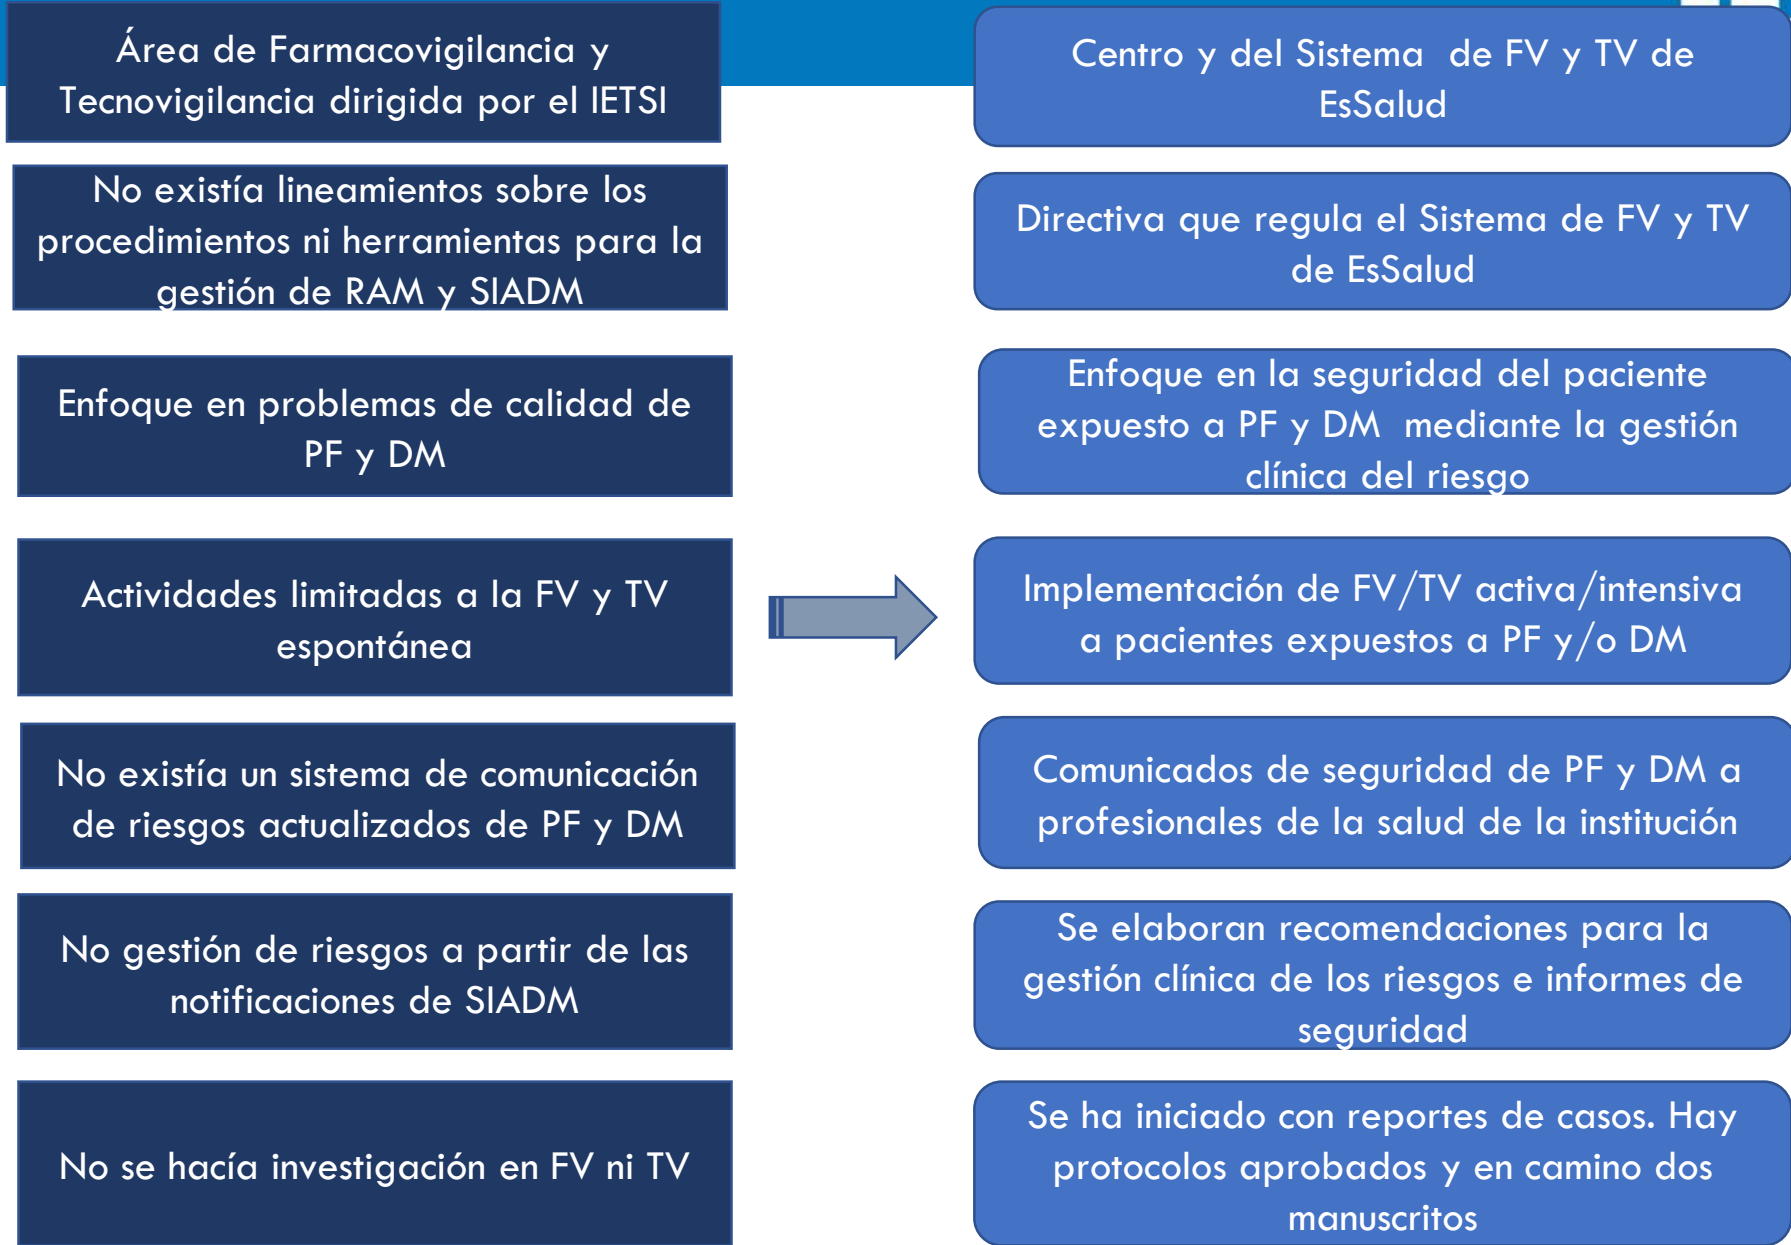 Área de Farmacovigilancia y
Tecnovigilancia dirigida por el IETSI
Centro y del Sistema de FV y TV de
EsSalud
No existía lineamientos sobre los
procedimientos ni herramientas para la
gestión de RAM y SIADM
Directiva que regula el Sistema de FV y TV
de EsSalud
Enfoque en problemas de calidad de
PF y DM
Enfoque en la seguridad del paciente
expuesto a PF y DM mediante la gestión
clínica del riesgo
Actividades limitadas a la FV y TV
espontánea
Implementación de FV/TV activa/intensiva
a pacientes expuestos a PF y/o DM
No existía un sistema de comunicación
de riesgos actualizados de PF y DM
Comunicados de seguridad de PF y DM a
profesionales de la salud de la institución
No gestión de riesgos a partir de las
notificaciones de SIADM
Se elaboran recomendaciones para la
gestión clínica de los riesgos e informes de
seguridad
No se hacía investigación en FV ni TV
Se ha iniciado con reportes de casos. Hay
protocolos aprobados y en camino dos
manuscritos